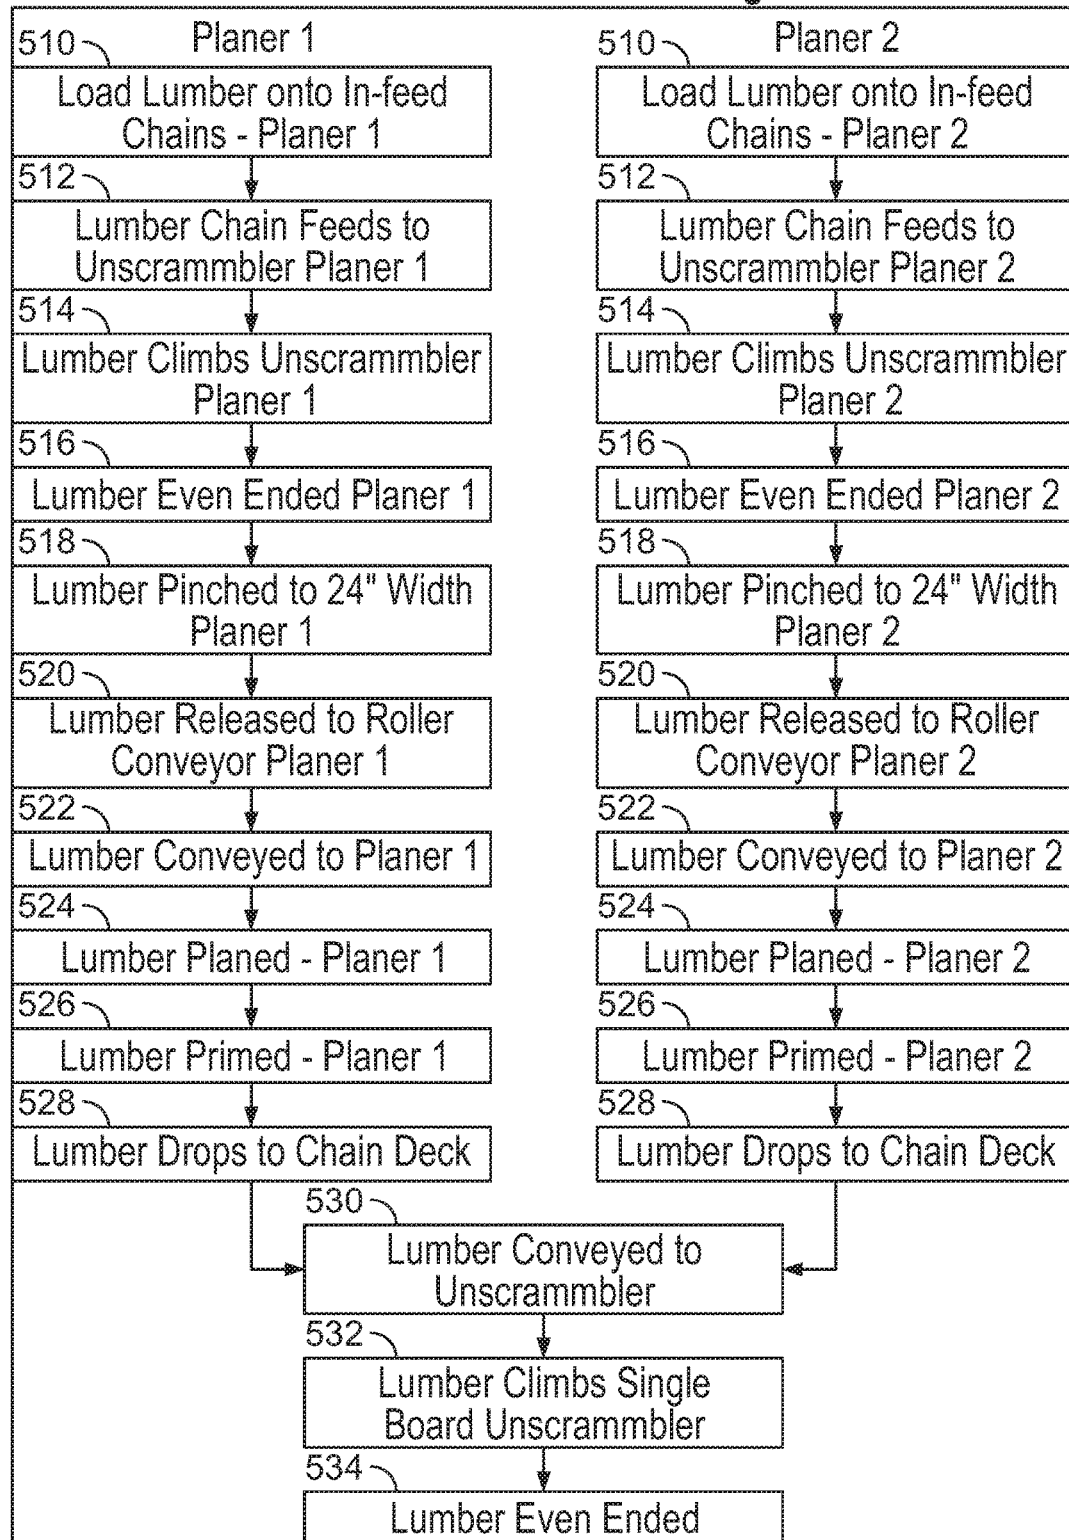 Planer 1
510
Load Lumber onto In-feed
Chains - Planer 1
512
Lumber Chain Feeds to
Unscrammbler Planer 1
514
Lumber Climbs Unscrammbler
Planer 1
516
Lumber Even Ended Planer 1
518
Lumber Pinched to 24" Width
Planer 1
520
Lumber Released to Roller
Conveyor Planer 1
522
Lumber Conveyed to Planer 1
524
Lumber Planed - Planer 1
526
Lumber Primed - Planer 1
528
Lumber Drops to Chain Deck
Planer 2
510
Load Lumber onto In-feed
Chains - Planer 2
512
Lumber Chain Feeds to
Unscrammbler Planer 2
514
Lumber Climbs Unscrammbler
Planer 2
516
Lumber Even Ended Planer 2
518
Lumber Pinched to 24" Width
Planer 2
520
Lumber Released to Roller
Conveyor Planer 2
522
Lumber Conveyed to Planer 2
524
Lumber Planed - Planer 2
526
Lumber Primed - Planer 2
528
Lumber Drops to Chain Deck
530
Lumber Conveyed to
Unscrammbler
532
Lumber Climbs Single
Board Unscrammbler
534
Lumber Even Ended